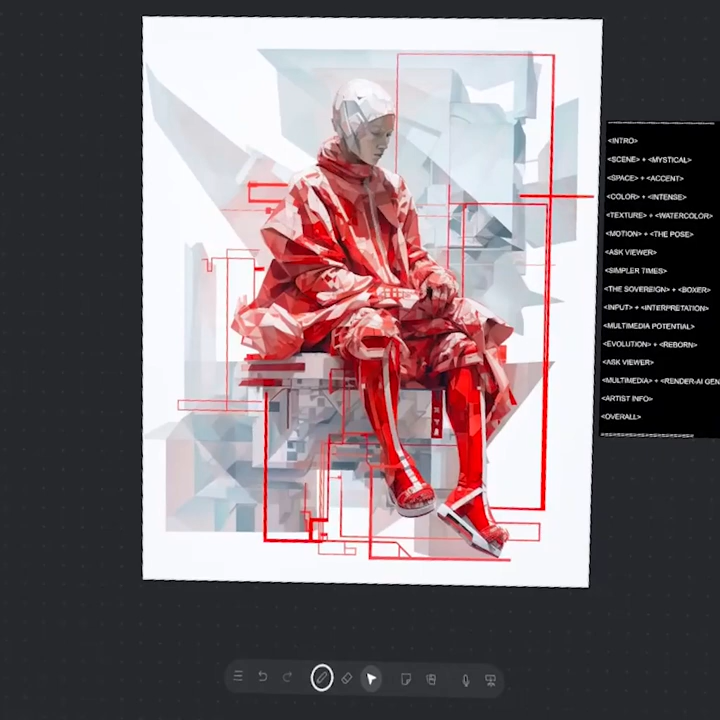 <INTRO>
<SCENE> + <MYSTICAL>
<SPACE> + <ACCENT>
<COLOR> + <INTENSE>
<TEXTURE> + <WATERCOLOR>
<MOTION> + <THE POSE>
<ASK VIEWER>
<SIMPLER TIMES>
<THE SOVEREIGN> + <BOXER>
<INPUT> + <INTERPRETATION>
<MULTIMEDIA POTENTIAL>
<EVOLUTION> + <REBORN>
<ASK VIEWER>
<MULTIMEDIA> + <RENDER-AI GEN
<ARTIST INFO>
<OVERALL>